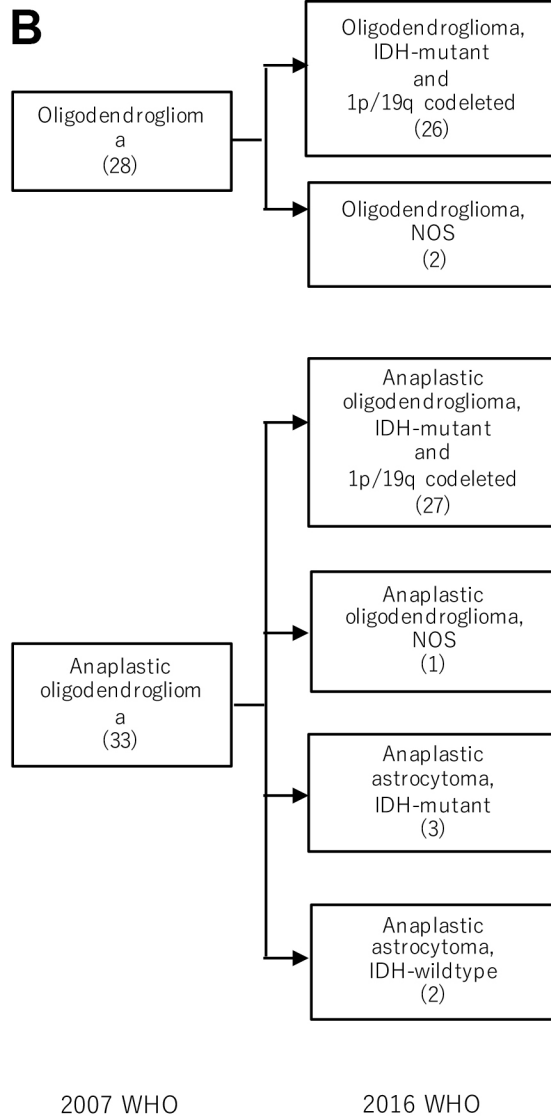 B
Oligodendrogliom
a
(28)
Oligodendroglioma,
IDH-mutant
and
1p/19q codeleted
(26)
Oligodendroglioma,
NOS
(2)
Anaplastic
oligodendrogliom
a
(33)
Anaplastic
oligodendroglioma,
IDH-mutant
and
1p/19q codeleted
(27)
Anaplastic
oligodendroglioma,
NOS
(1)
Anaplastic
astrocytoma,
IDH-mutant
(3)
Anaplastic
astrocytoma,
IDH-wildtype
(2)
2007 WHO
2016 WHO